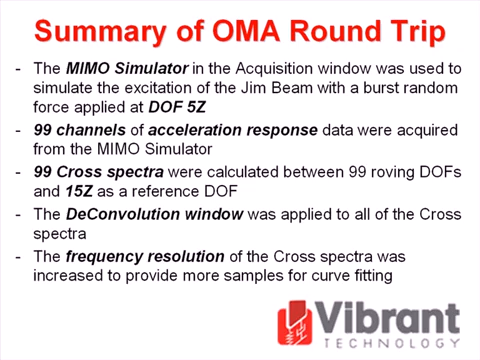 Summary of OMA Round Trip
- The MIMO Simulator in the Acquisition window was used to
simulate the excitation of the Jim Beam with a burst random
force applied at DOF 5Z
- 99 channels of acceleration response data were acquired
from the MIMO Simulator
- 99 Cross spectra were calculated between 99 roving DOFs
and 15Z as a reference DOF
- The DeConvolution window was applied to all of the Cross
spectra
- The frequency resolution of the Cross spectra was
increased to provide more samples for curve fitting
Vibrant
TECHNOLOGY